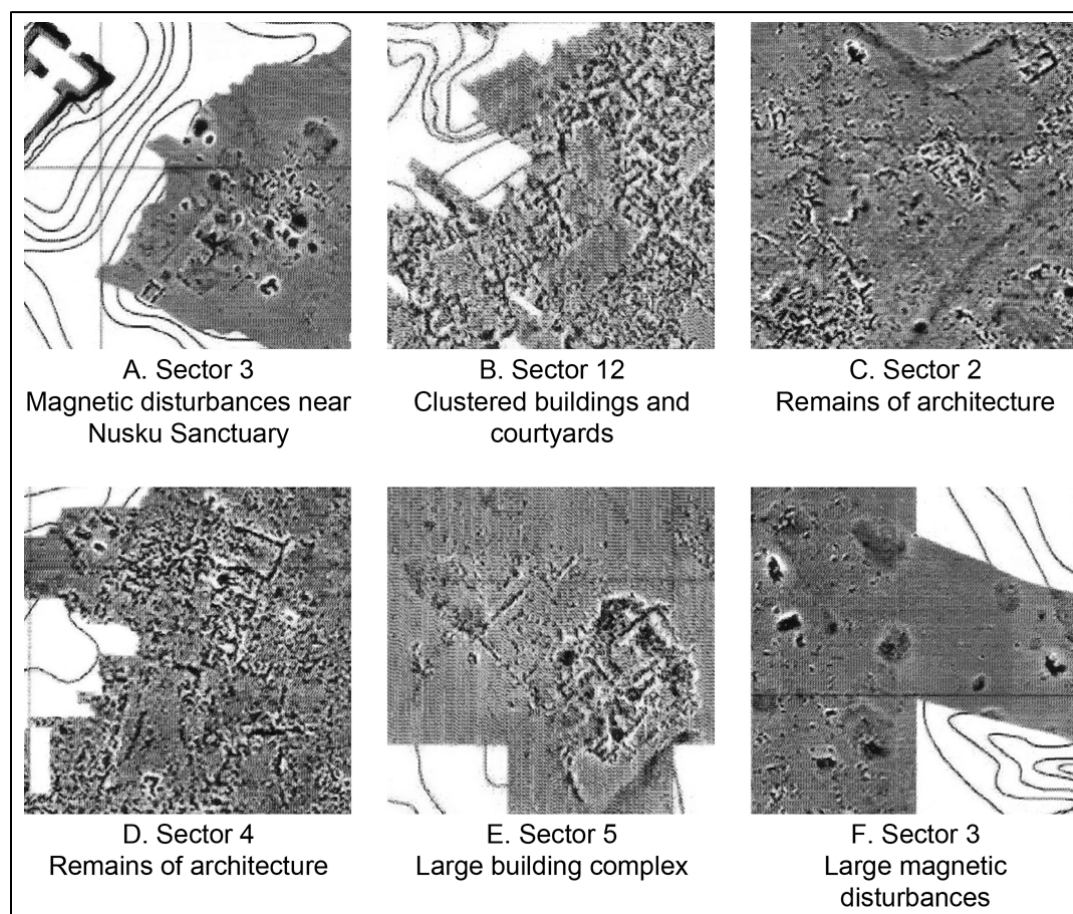 A. Sector 3
Magnetic disturbances near
Nusku Sanctuary
B. Sector 12
Clustered buildings and
courtyards
C. Sector 2
Remains of architecture
D. Sector 4
Remains of architecture
E. Sector 5
Large building complex
F. Sector 3
Large magnetic
disturbances